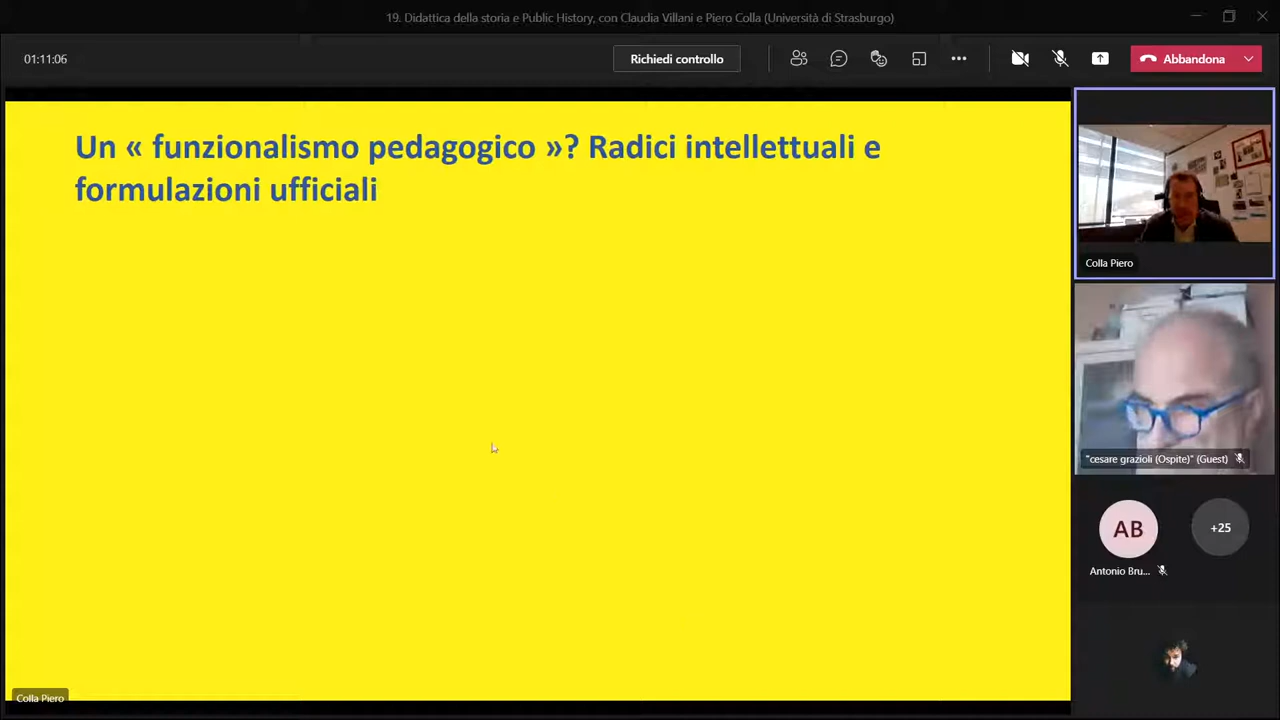 19. Didattica della storia e Public History, con Claudia Villani e Piero Colla (Università di Strasburgo)
01:11:06
Richiedi controllo
Abbandona
Un « funzionalismo pedagogico »? Radici intellettuali e
formulazioni ufficiali
Colla Piero
"cesare grazioli (Ospite)" (Guest)
AB
+25
Antonio Bru...
Colla Piero